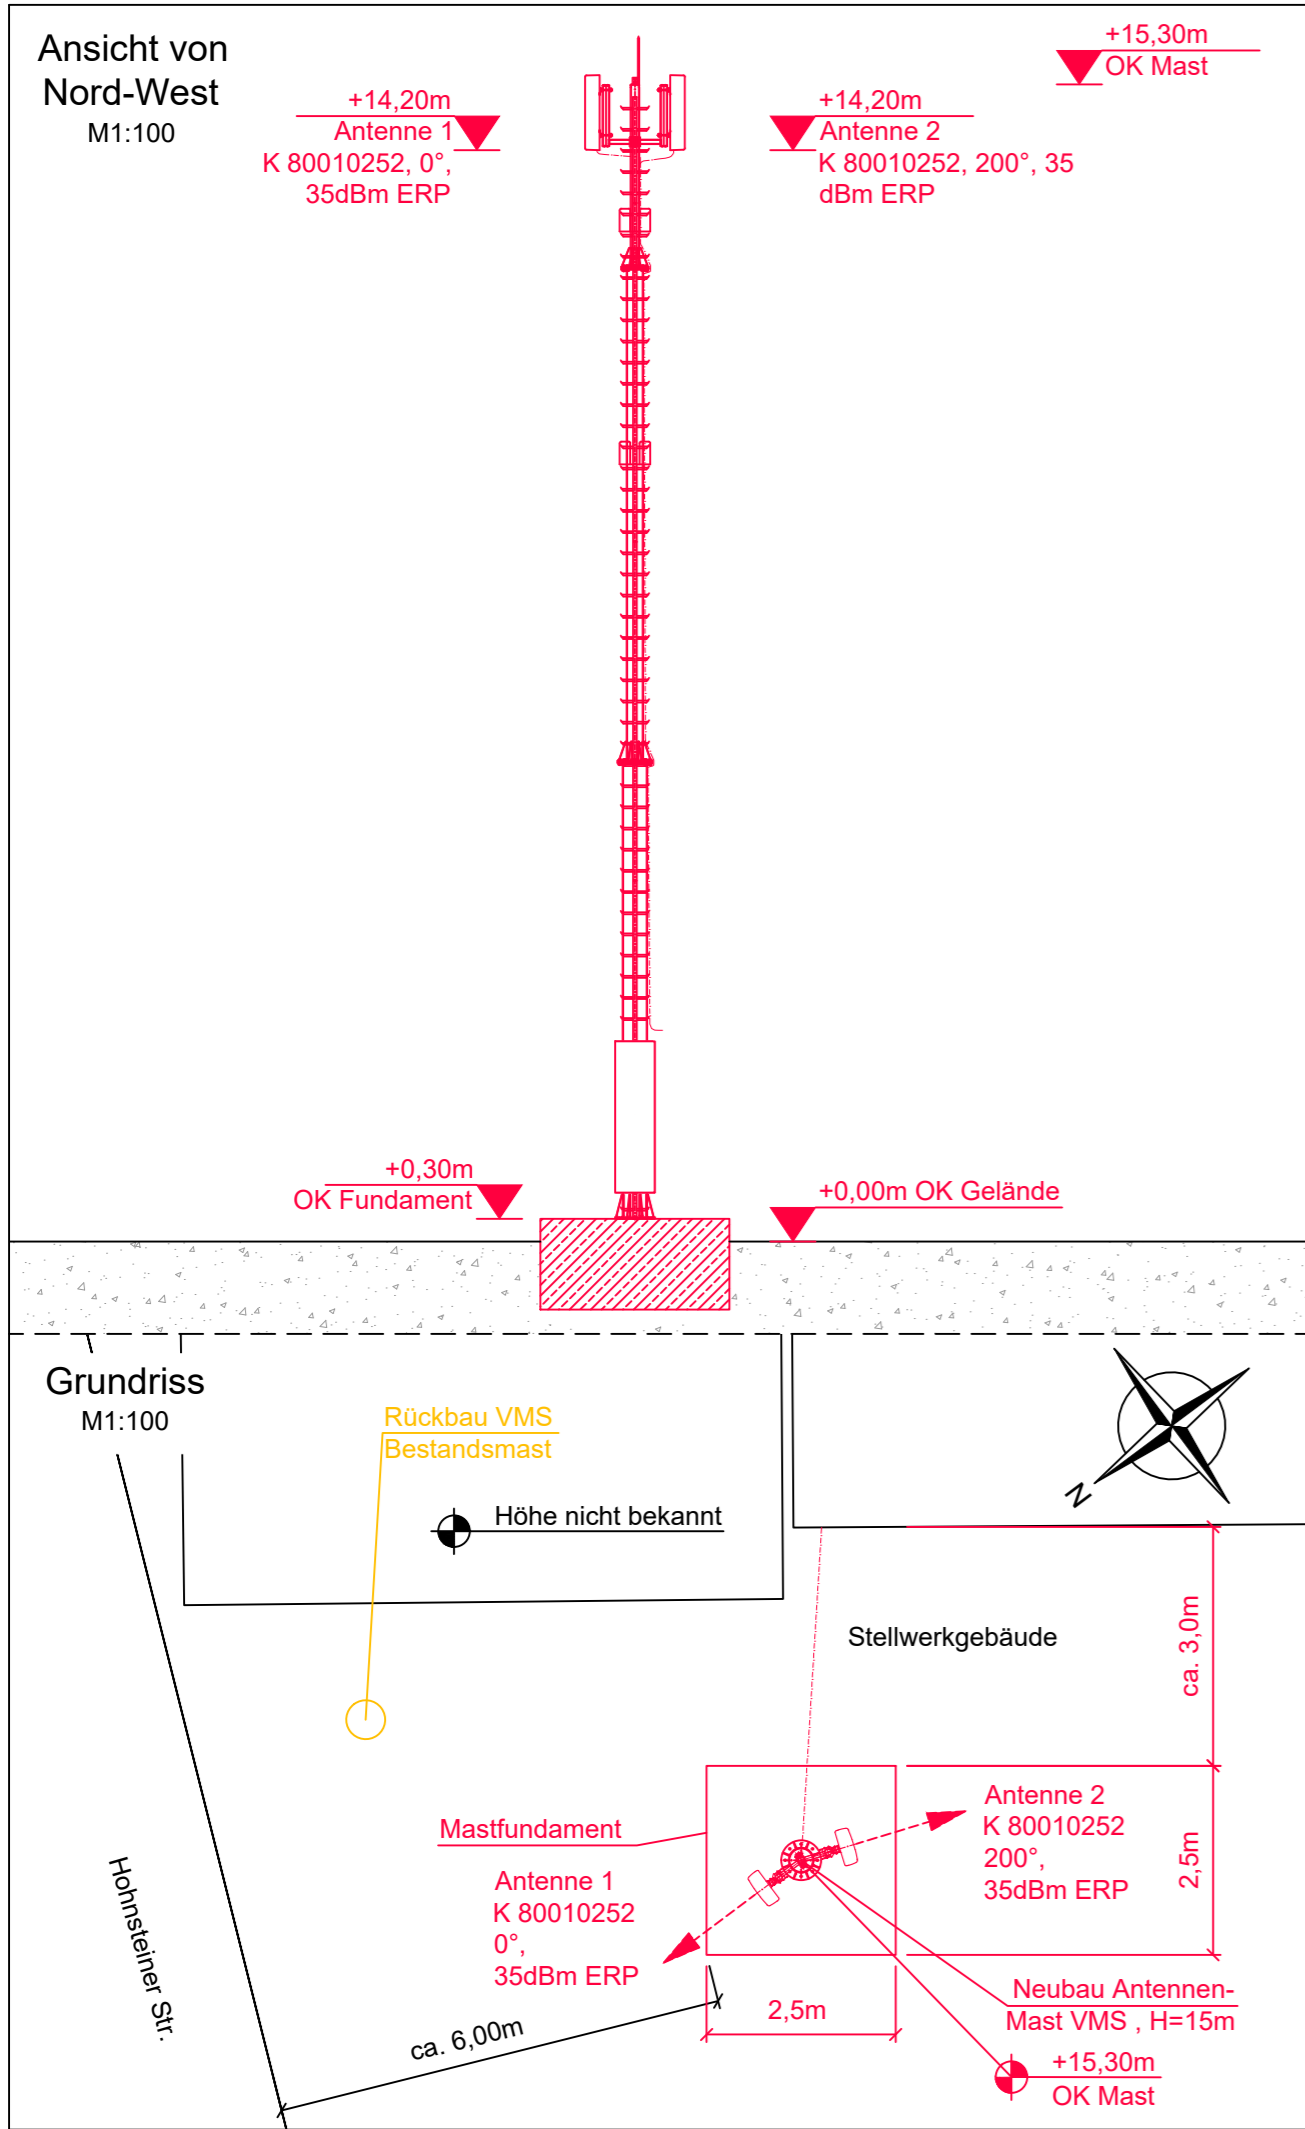 Ansicht von
Nord-West
M1:100
+15,30m
OK Mast
+14,20m
Antenne 1
K 80010252, 0°,
35dBm ERP
+14,20m
Antenne 2
K 80010252, 200°, 35
dBm ERP
+0,30m
OK Fundament
+0,00m OK Gelände
Grundriss
M1:100
Rückbau VMS
Bestandsmast
Höhe nicht bekannt
N
Stellwerkgebäude
ca. 3,0m
Mastfundament
Antenne 1
K 80010252
0°,
35dBm ERP
Antenne 2
K 80010252
200°,
35dBm ERP
2,5m
Hohnsteiner Str.
ca. 6,00m
2,5m
Neubau Antennen-
Mast VMS , H=15m
+15,30m
OK Mast